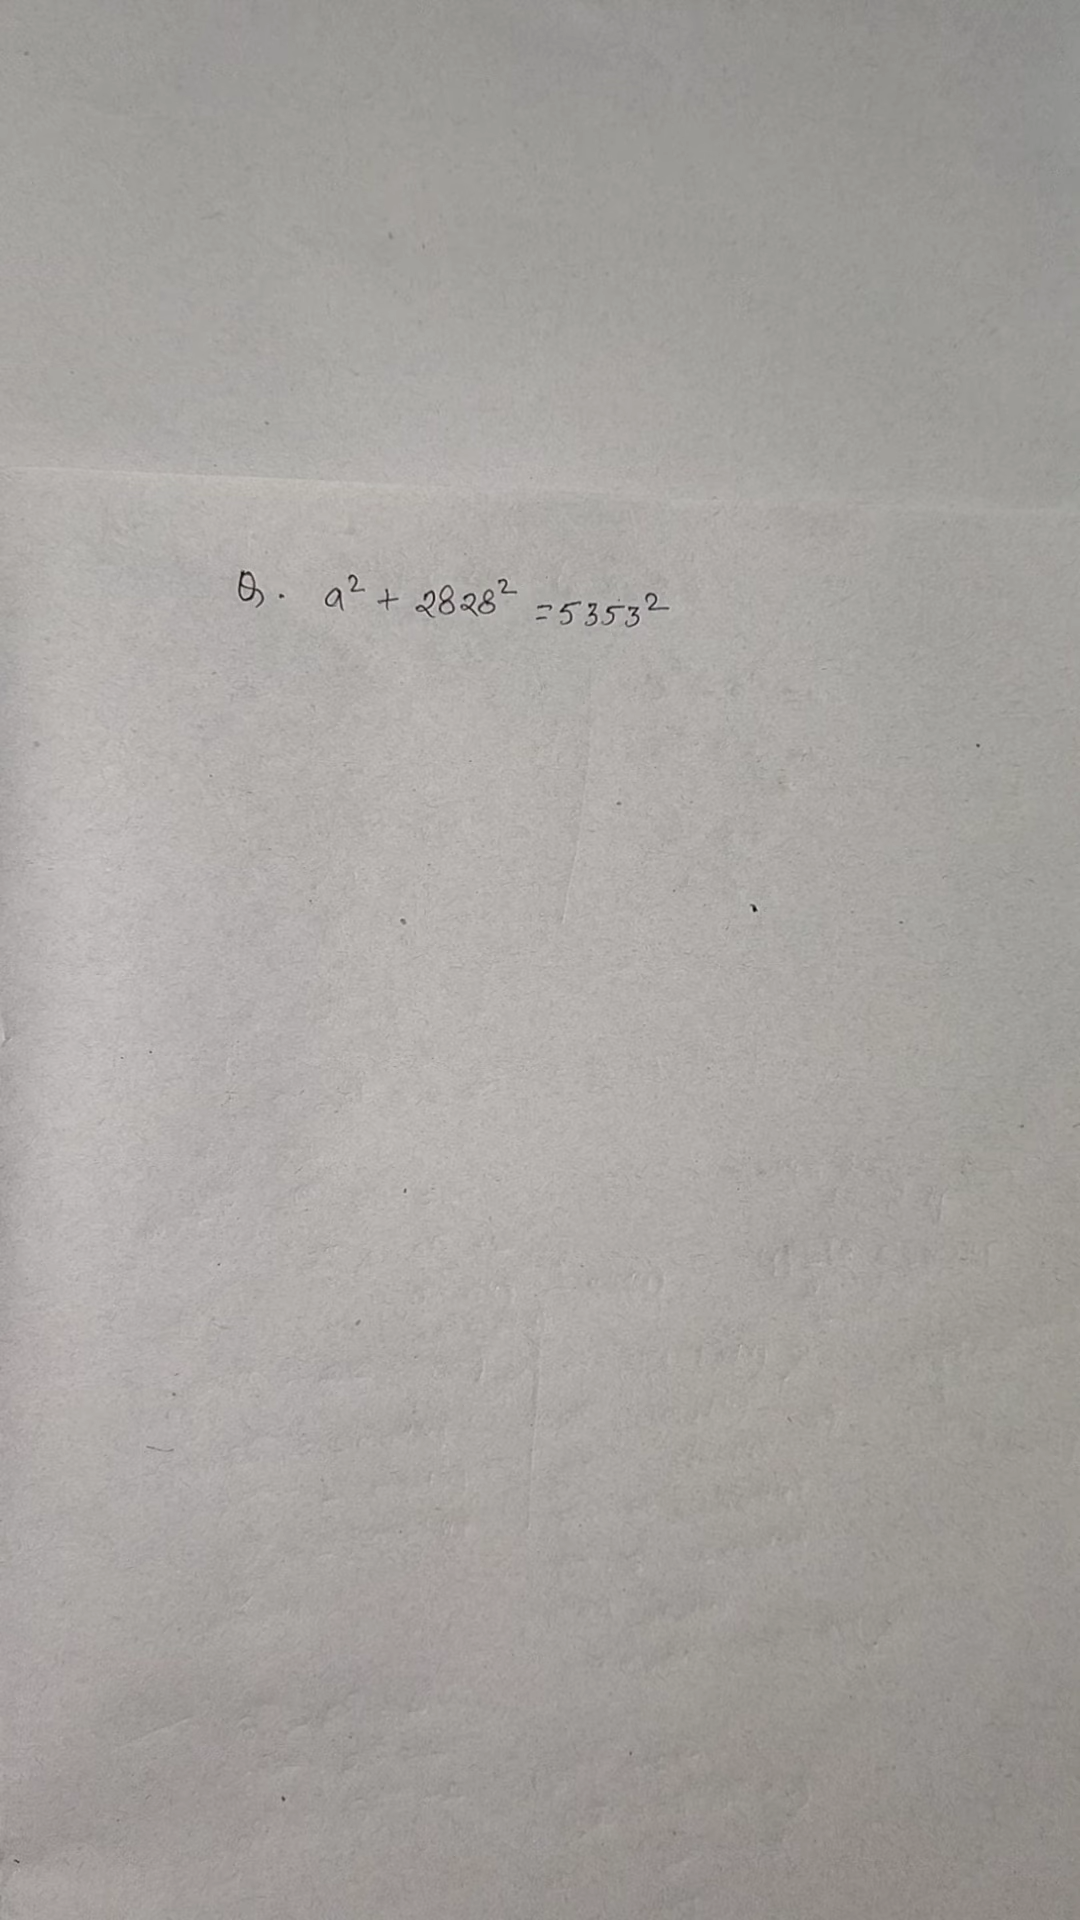 Q. a² + 2828² = 5353²